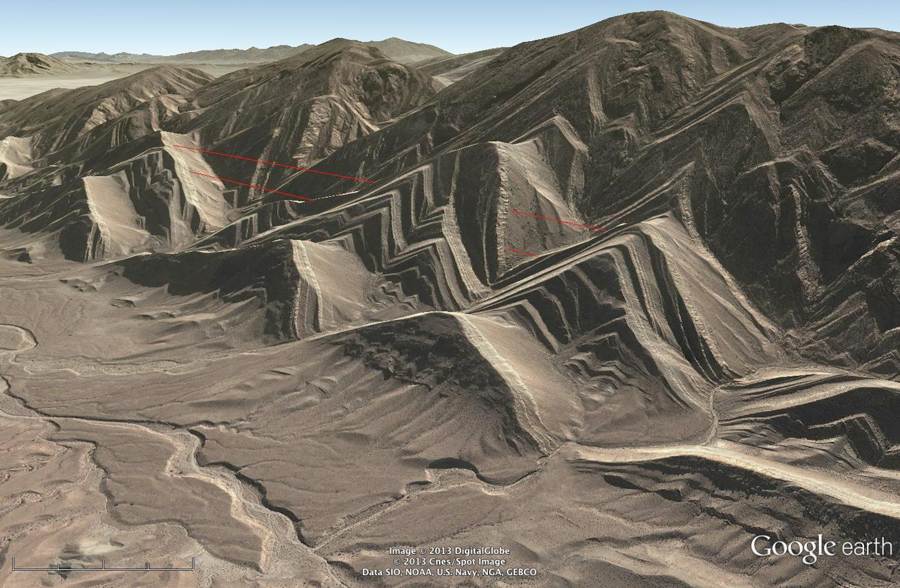 Image © 2013 DigitalGlobe
© 2013 Cnes/Spot Image
Data SIO, NOAA, U.S. Navy, NGA, GEBCO
Google earth